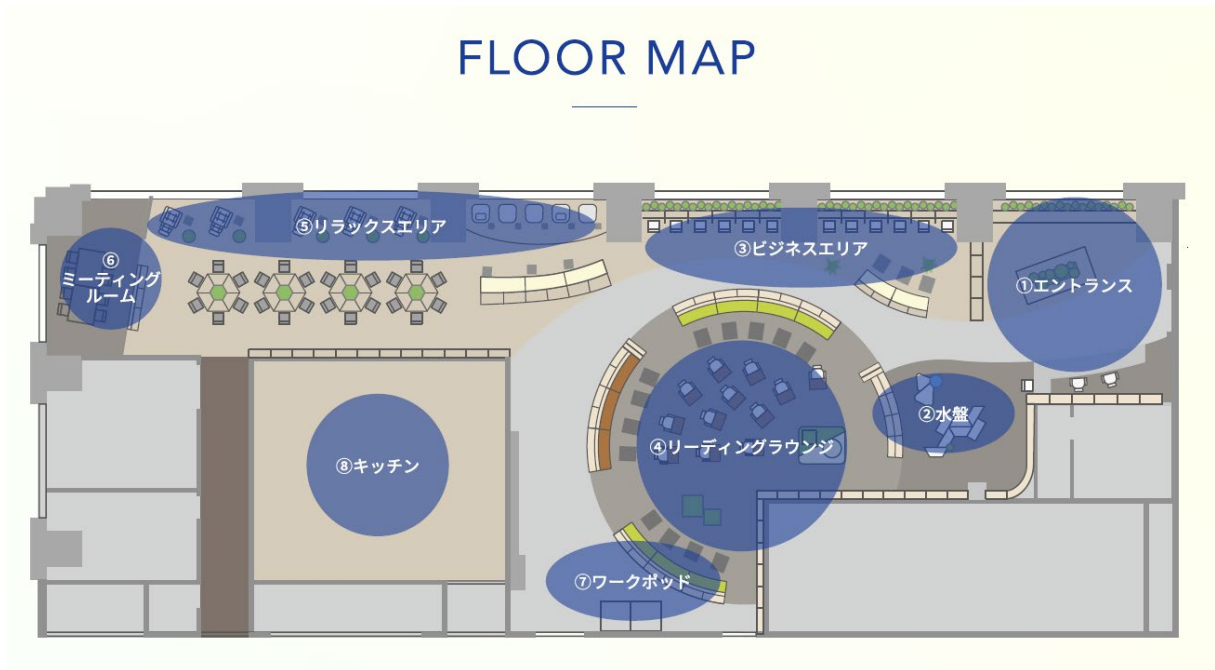 FLOOR MAP
①エントランス
②水盤
③ビジネスエリア
④リーディングラウンジ
⑤リラックスエリア
⑥
ミーティング
ルーム
⑦ワークポッド
⑧キッチン